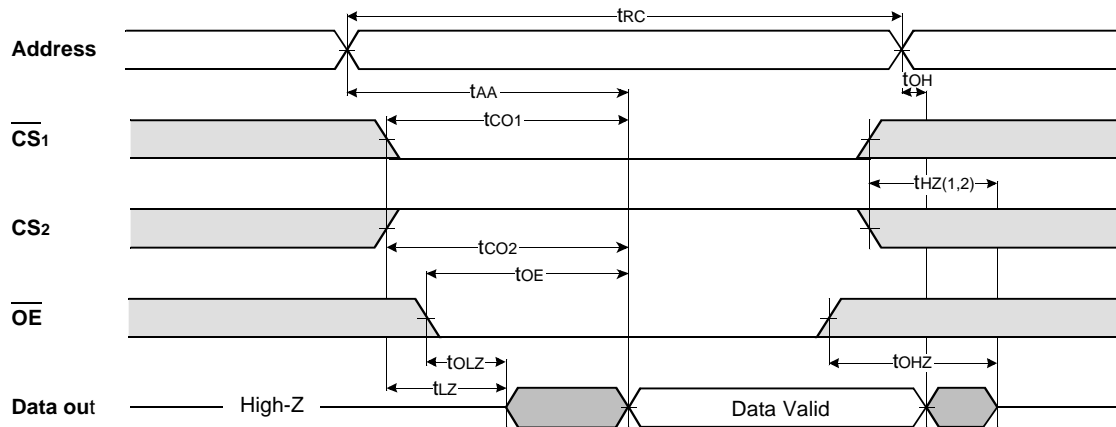 tRC
Address
tOH
tAA
tCO1
CS1
tHZ(1,2)
CS2
tCO2
tOE
OE
tOLZ
tOHZ
tLZ
Data out High-Z Data Valid